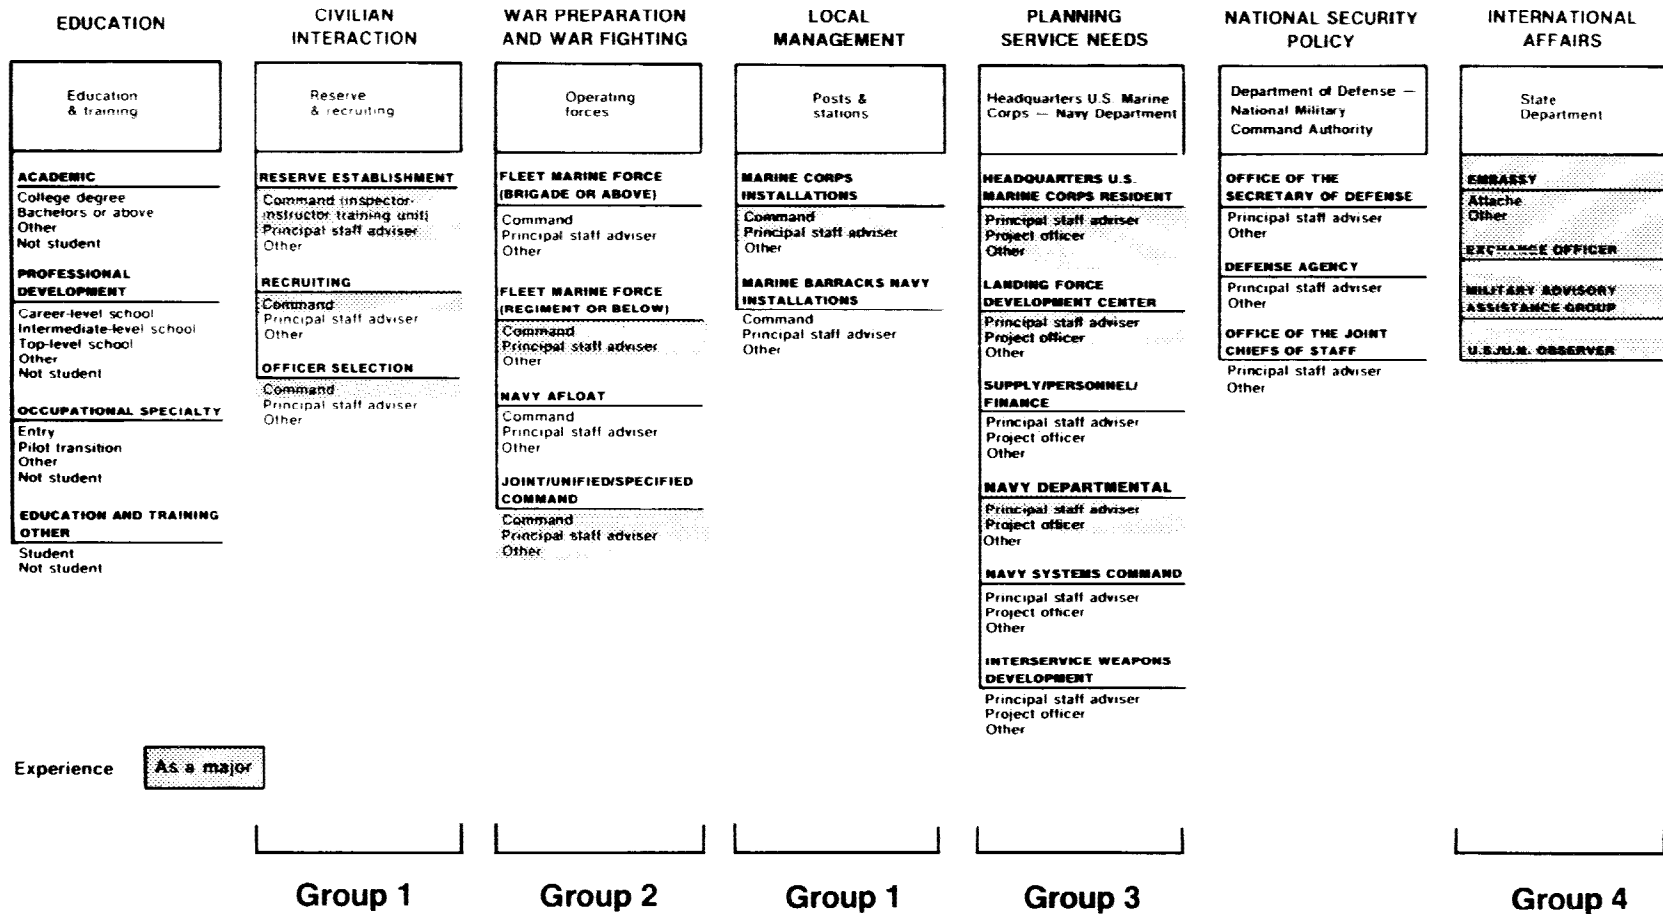 EDUCATION
Education
& training
ACADEMIC
College degree
Bachelors or above
Other
Not student
PROFESSIONAL
DEVELOPMENT
Career-level school
Intermediate-level school
Top-level school
Other
Not student
OCCUPATIONAL SPECIALTY
Entry
Pilot transition
Other
Not student
EDUCATION AND TRAINING
OTHER
Student
Not student
CIVILIAN
INTERACTION
Reserve
& recruiting
RESERVE ESTABLISHMENT
Command (inspector-
instructor training unit)
Principal staff adviser
Other
RECRUITING
Command
Principal staff adviser
Other
OFFICER SELECTION
Command
Principal staff adviser
Other
WAR PREPARATION
AND WAR FIGHTING
Operating
forces
FLEET MARINE FORCE
(BRIGADE OR ABOVE)
Command
Principal staff adviser
Other
FLEET MARINE FORCE
(REGIMENT OR BELOW)
Command
Principal staff adviser
Other
NAVY AFLOAT
Command
Principal staff adviser
Other
JOINT/UNIFIED/SPECIFIED
COMMAND
Command
Principal staff adviser
Other
LOCAL
MANAGEMENT
Posts &
stations
MARINE CORPS
INSTALLATIONS
Command
Principal staff adviser
Other
MARINE BARRACKS NAVY
INSTALLATIONS
Command
Principal staff adviser
Other
PLANNING
SERVICE NEEDS
Headquarters U.S. Marine
Corps — Navy Department
HEADQUARTERS U.S.
MARINE CORPS RESIDENT
Principal staff adviser
Project officer
Other
LANDING FORCE
DEVELOPMENT CENTER
Principal staff adviser
Project officer
Other
SUPPLY/PERSONNEL/
FINANCE
Principal staff adviser
Project officer
Other
NAVY DEPARTMENTAL
Principal staff adviser
Project officer
Other
NAVY SYSTEMS COMMAND
Principal staff adviser
Project officer
Other
INTERSERVICE WEAPONS
DEVELOPMENT
Principal staff adviser
Project officer
Other
NATIONAL SECURITY
POLICY
Department of Defense —
National Military
Command Authority
OFFICE OF THE
SECRETARY OF DEFENSE
Principal staff adviser
Other
DEFENSE AGENCY
Principal staff adviser
Other
OFFICE OF THE JOINT
CHIEFS OF STAFF
Principal staff adviser
Other
INTERNATIONAL
AFFAIRS
State
Department
EMBASSY
Attache
Other
EXCHANGE OFFICER
MILITARY ADVISORY
ASSISTANCE GROUP
U.S./U.N. OBSERVER
Experience
As a major
Group 1
Group 2
Group 1
Group 3
Group 4